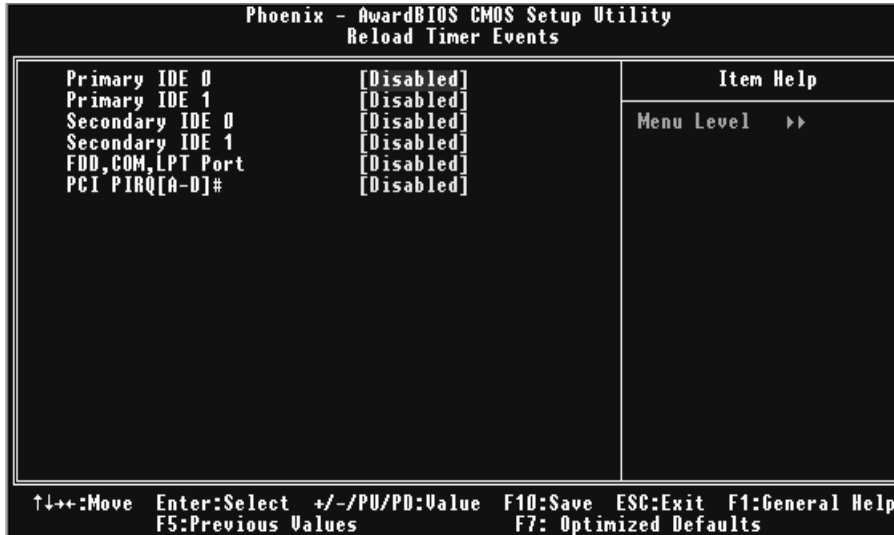 Phoenix - AwardBIOS CMOS Setup Utility
Reload Timer Events
Primary IDE 0 [Disabled]
Primary IDE 1 [Disabled]
Secondary IDE 0 [Disabled]
Secondary IDE 1 [Disabled]
FDD,COM,LPT Port [Disabled]
PCI PIRQ[A-D]# [Disabled]
Item Help
Menu Level ▸▸
↑↓→←:Move Enter:Select +/-/PU/PD:Value F10:Save ESC:Exit F1:General Help
F5:Previous Values F7: Optimized Defaults